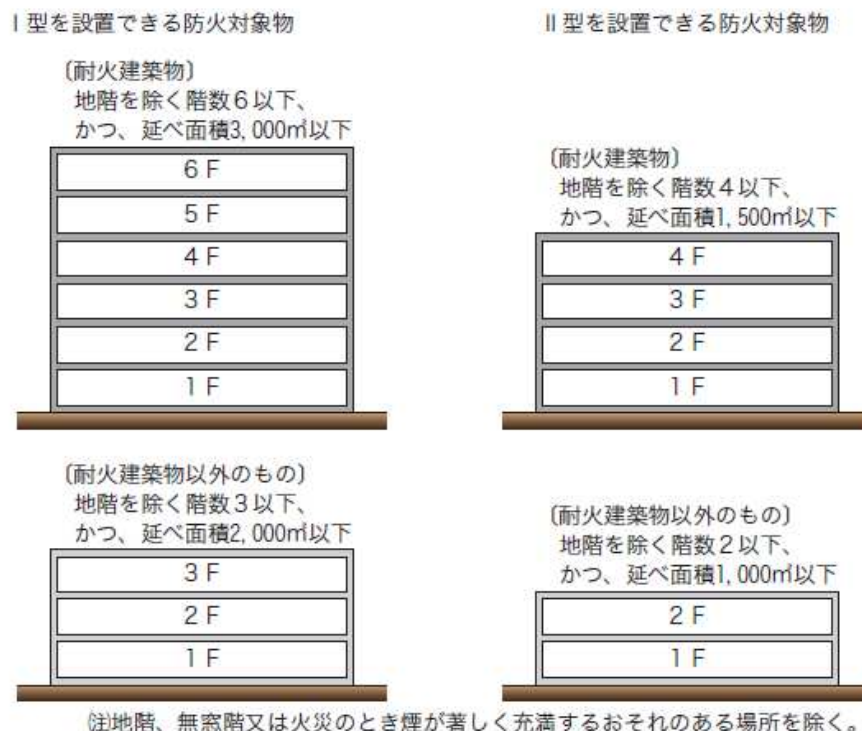 Ⅰ型を設置できる防火対象物
〔耐火建築物〕
地階を除く階数6以下、
かつ、延べ面積3,000㎡以下
6F
5F
4F
3F
2F
1F
〔耐火建築物以外のもの〕
地階を除く階数3以下、
かつ、延べ面積2,000㎡以下
3F
2F
1F
Ⅱ型を設置できる防火対象物
〔耐火建築物〕
地階を除く階数4以下、
かつ、延べ面積1,500㎡以下
4F
3F
2F
1F
〔耐火建築物以外のもの〕
地階を除く階数2以下、
かつ、延べ面積1,000㎡以下
2F
1F
㊟地階、無窓階又は火災のとき煙が著しく充満するおそれのある場所を除く。